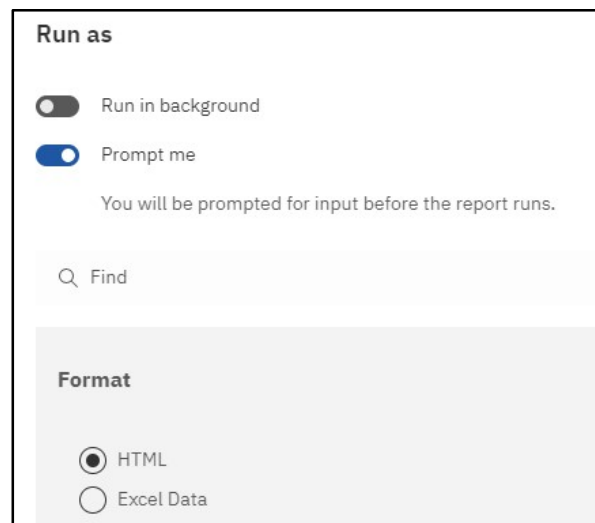 Run as
Run in background
Prompt me
You will be prompted for input before the report runs.
Find
Format
HTML
Excel Data